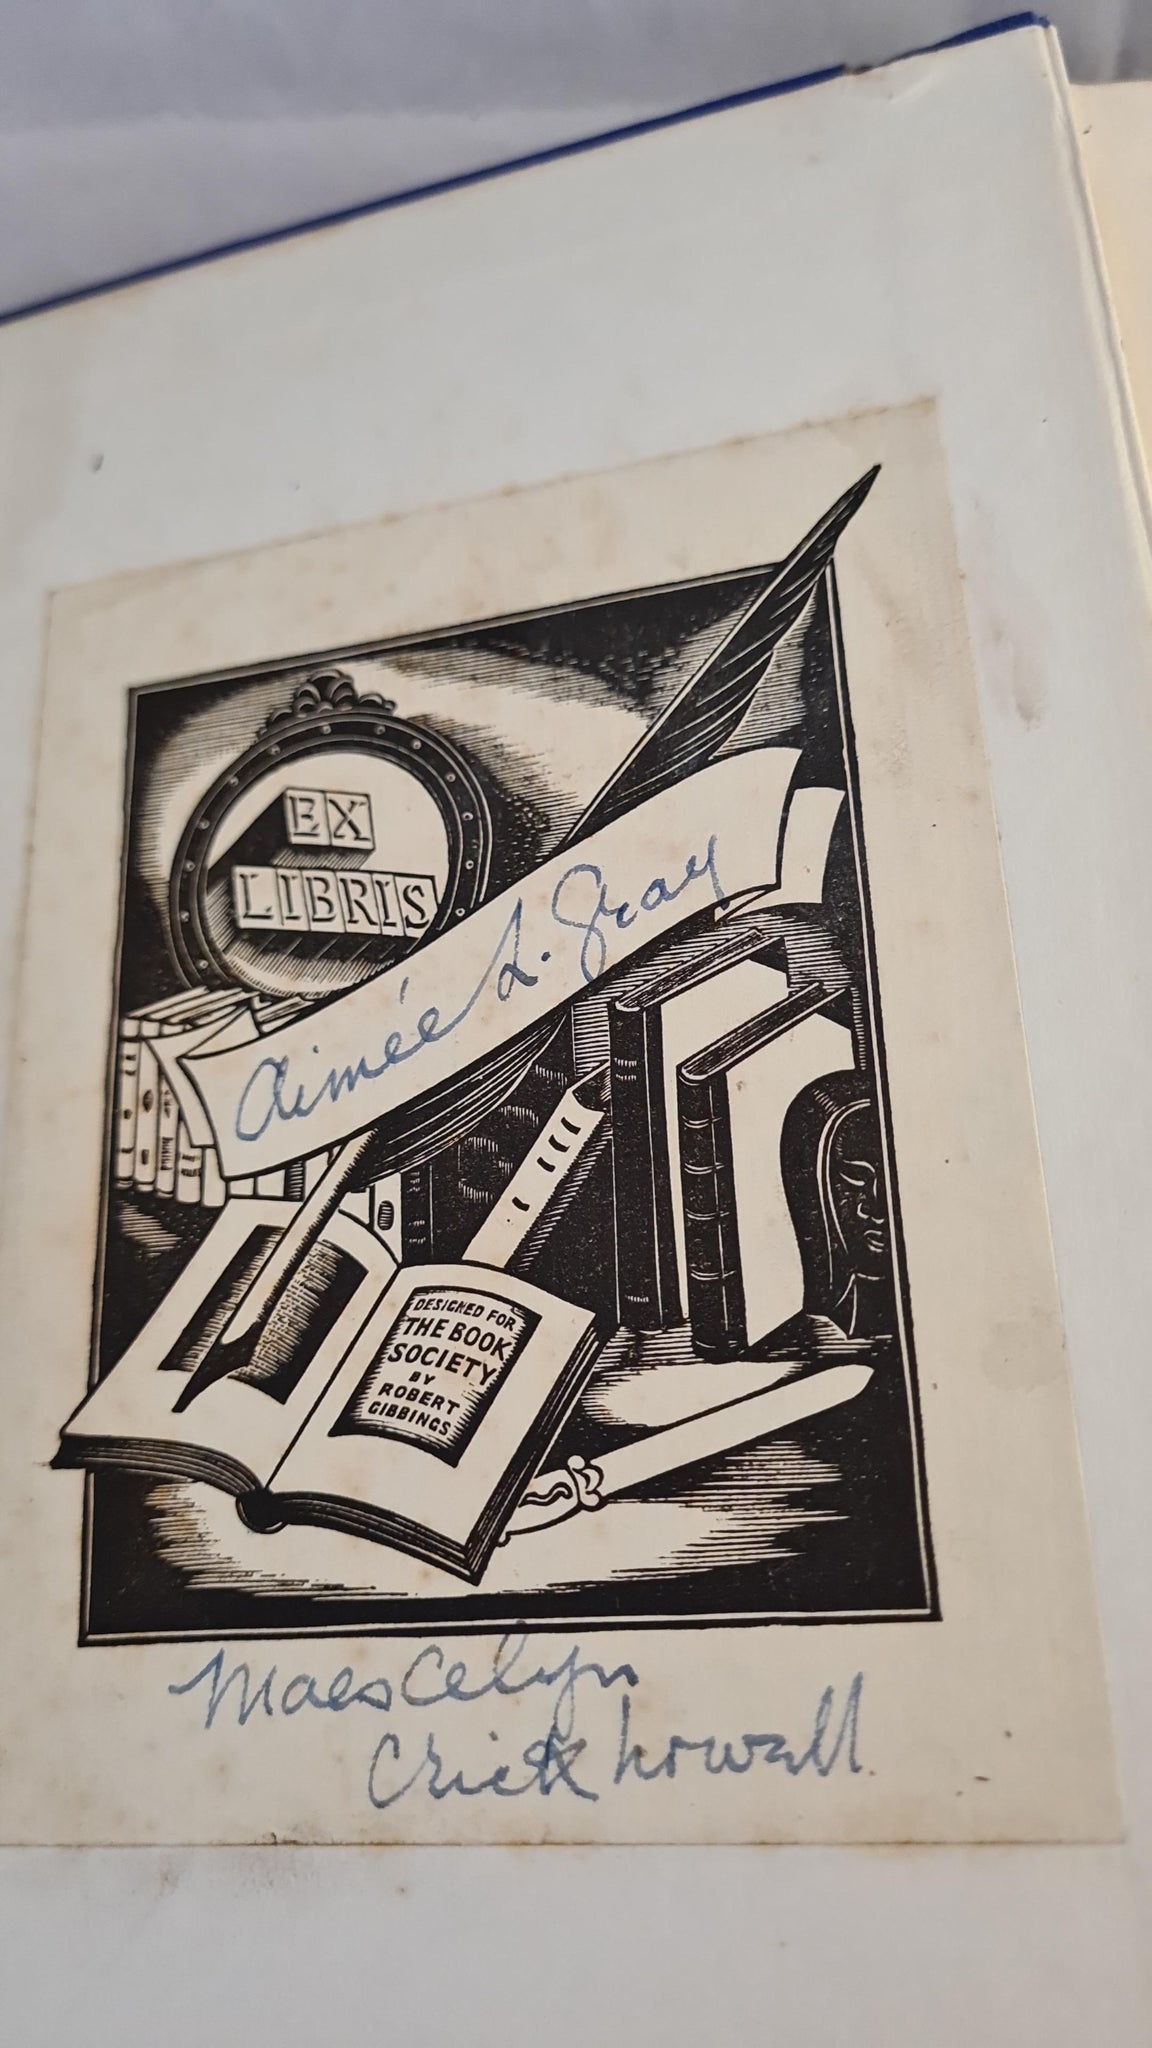 EX
LIBRIS
Aimée L. Gray
DESIGNED FOR
THE BOOK
SOCIETY
BY
ROBERT
GIBBINGS
Maescelyn
Crickhowell